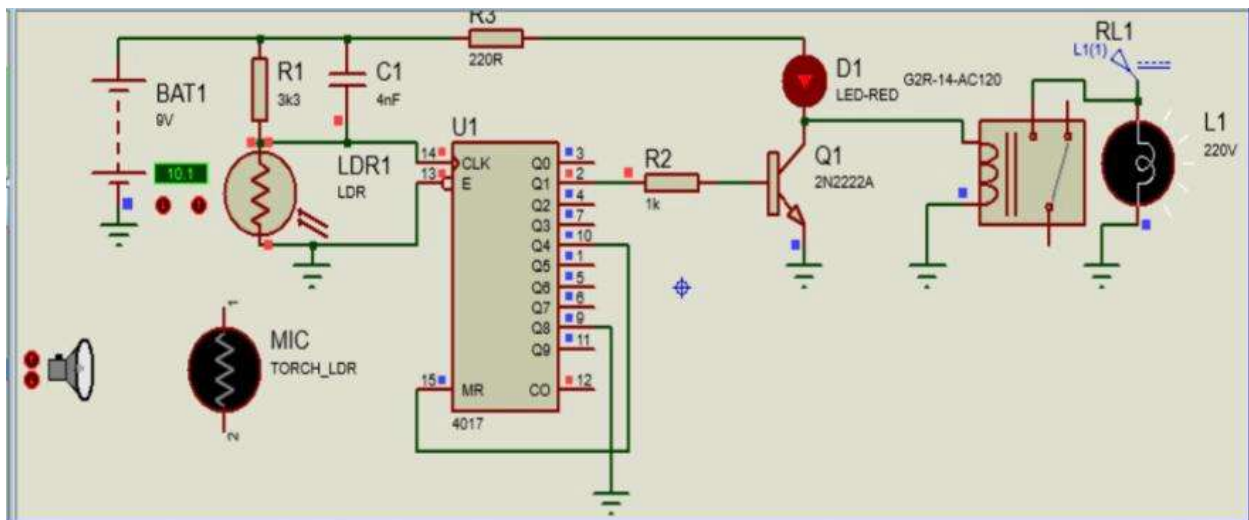 R3
220R
RL1
L1(1)
BAT1
9V
R1
3k3
C1
4nF
D1
LED-RED
G2R-14-AC120
L1
220V
10.1
LDR1
LDR
U1
14
CLK
13
E
Q0
3
Q1
2
Q2
4
Q3
7
Q4
10
Q5
1
Q6
5
Q7
6
Q8
9
Q9
11
15
MR
CO
12
4017
R2
1k
Q1
2N2222A
1
MIC
TORCH_LDR
2